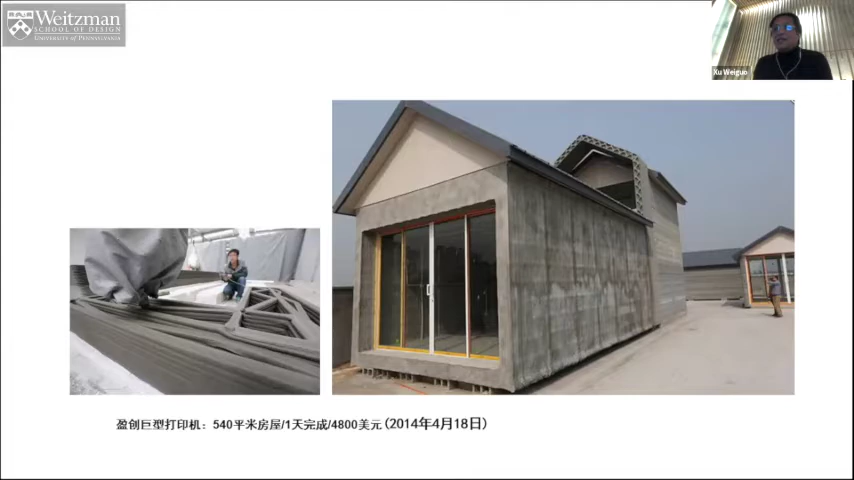 Weitzman
SCHOOL OF DESIGN
UNIVERSITY of PENNSYLVANIA
Xu Weiguo
盈创巨型打印机：540平米房屋/1天完成/4800美元(2014年4月18日)